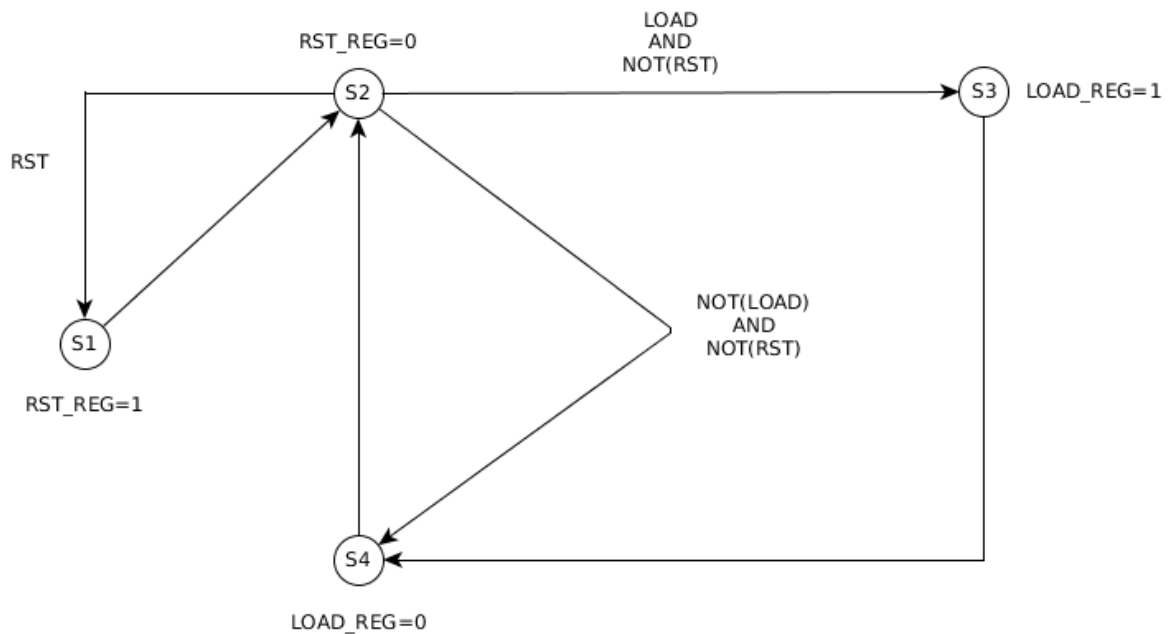 LOAD
AND
NOT(RST)
RST_REG=0
S2
S3
LOAD_REG=1
RST
NOT(LOAD)
AND
NOT(RST)
S1
RST_REG=1
S4
LOAD_REG=0